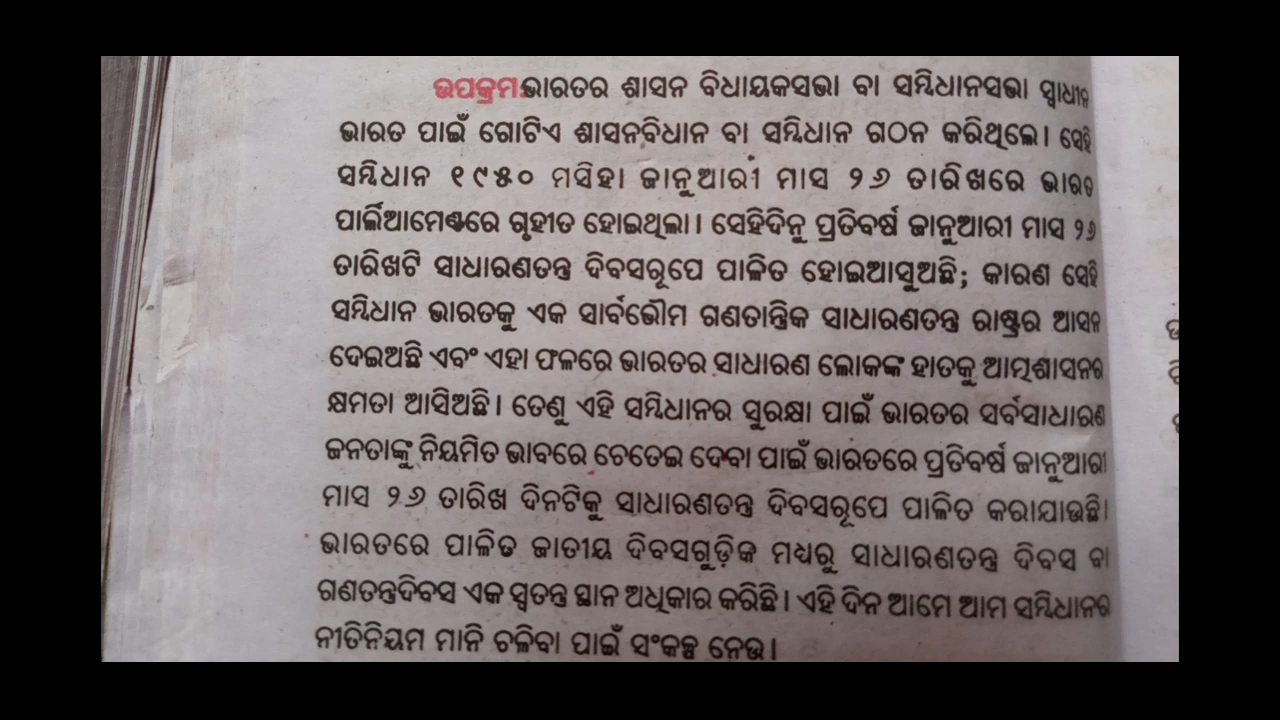 ଉପକ୍ରମ:ଭାରତର ଶାସନ ବିଧାୟକସଭା ବା ସମ୍ବିଧାନସଭା ସ୍ୱାଧୀନ
ଭାରତ ପାଇଁ ଗୋଟିଏ ଶାସନବିଧାନ ବା ସମ୍ବିଧାନ ଗଠନ କରିଥିଲେ। ସେହି
ସମ୍ବିଧାନ ୧୯୫୦ ମସିହା ଜାନୁଆରୀ ମାସ ୨୬ ତାରିଖରେ ଭାରତ
ପାର୍ଲିଆମେଣ୍ଟରେ ଗୃହୀତ ହୋଇଥିଲା। ସେହିଦିନୁ ପ୍ରତିବର୍ଷ ଜାନୁଆରୀ ମାସ ୨୬
ତାରିଖଟି ସାଧାରଣତନ୍ତ୍ର ଦିବସରୂପେ ପାଳିତ ହୋଇଆସୁଅଛି; କାରଣ ସେହି
ସମ୍ବିଧାନ ଭାରତକୁ ଏକ ସାର୍ବଭୌମ ଗଣତାନ୍ତ୍ରିକ ସାଧାରଣତନ୍ତ୍ର ରାଷ୍ଟ୍ରର ଆସନ
ଦେଇଅଛି ଏବଂ ଏହା ଫଳରେ ଭାରତର ସାଧାରଣ ଲୋକଙ୍କ ହାତକୁ ଆତ୍ମଶାସନର
କ୍ଷମତା ଆସିଅଛି। ତେଣୁ ଏହି ସମ୍ବିଧାନର ସୁରକ୍ଷା ପାଇଁ ଭାରତର ସର୍ବସାଧାରଣ
ଜନତାଙ୍କୁ ନିୟମିତ ଭାବରେ ଚେତେଇ ଦେବା ପାଇଁ ଭାରତରେ ପ୍ରତିବର୍ଷ ଜାନୁଆରୀ
ମାସ ୨୬ ତାରିଖ ଦିନଟିକୁ ସାଧାରଣତନ୍ତ୍ର ଦିବସରୂପେ ପାଳିତ କରାଯାଉଛି।
ଭାରତରେ ପାଳିତ ଜାତୀୟ ଦିବସଗୁଡ଼ିକ ମଧ୍ୟରୁ ସାଧାରଣତନ୍ତ୍ର ଦିବସ ବା
ଗଣତନ୍ତ୍ରଦିବସ ଏକ ସ୍ୱତନ୍ତ୍ର ସ୍ଥାନ ଅଧିକାର କରିଛି। ଏହି ଦିନ ଆମେ ଆମ ସମ୍ବିଧାନର
ନୀତିନିୟମ ମାନି ଚଳିବା ପାଇଁ ସଂକଳ୍ପ ନେଉ।